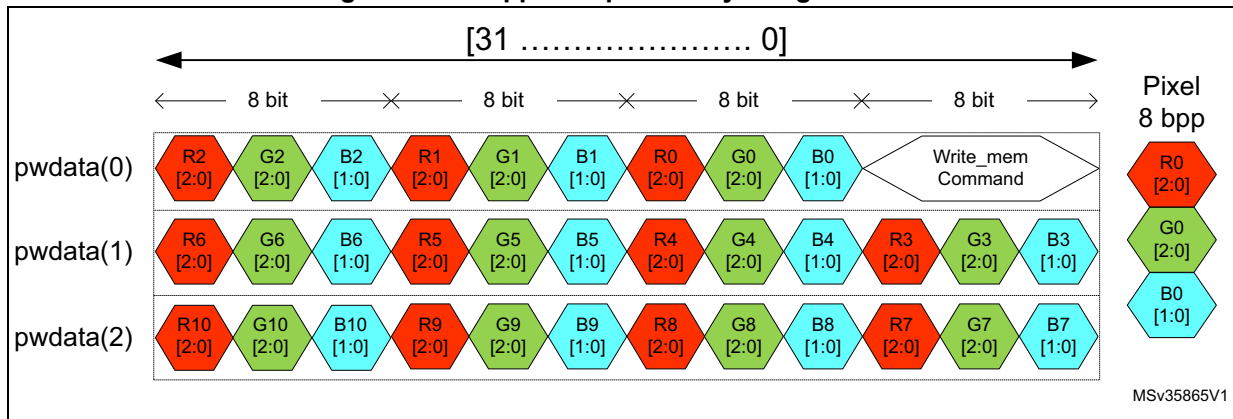 [31 ..................... 0]
8 bit 8 bit 8 bit 8 bit
Pixel
8 bpp
pwdata(0)
R2 G2 B2 R1 G1 B1 R0 G0 B0 Write_mem
[2:0] [2:0] [1:0] [2:0] [2:0] [1:0] [2:0] [2:0] [1:0] Command
pwdata(1)
R6 G6 B6 R5 G5 B5 R4 G4 B4 R3 G3 B3
[2:0] [2:0] [1:0] [2:0] [2:0] [1:0] [2:0] [2:0] [1:0] [2:0] [2:0] [1:0]
pwdata(2)
R10 G10 B10 R9 G9 B9 R8 G8 B8 R7 G7 B7
[2:0] [2:0] [1:0] [2:0] [2:0] [1:0] [2:0] [2:0] [1:0] [2:0] [2:0] [1:0]
R0
[2:0]
G0
[2:0]
B0
[1:0]
MSv35865V1